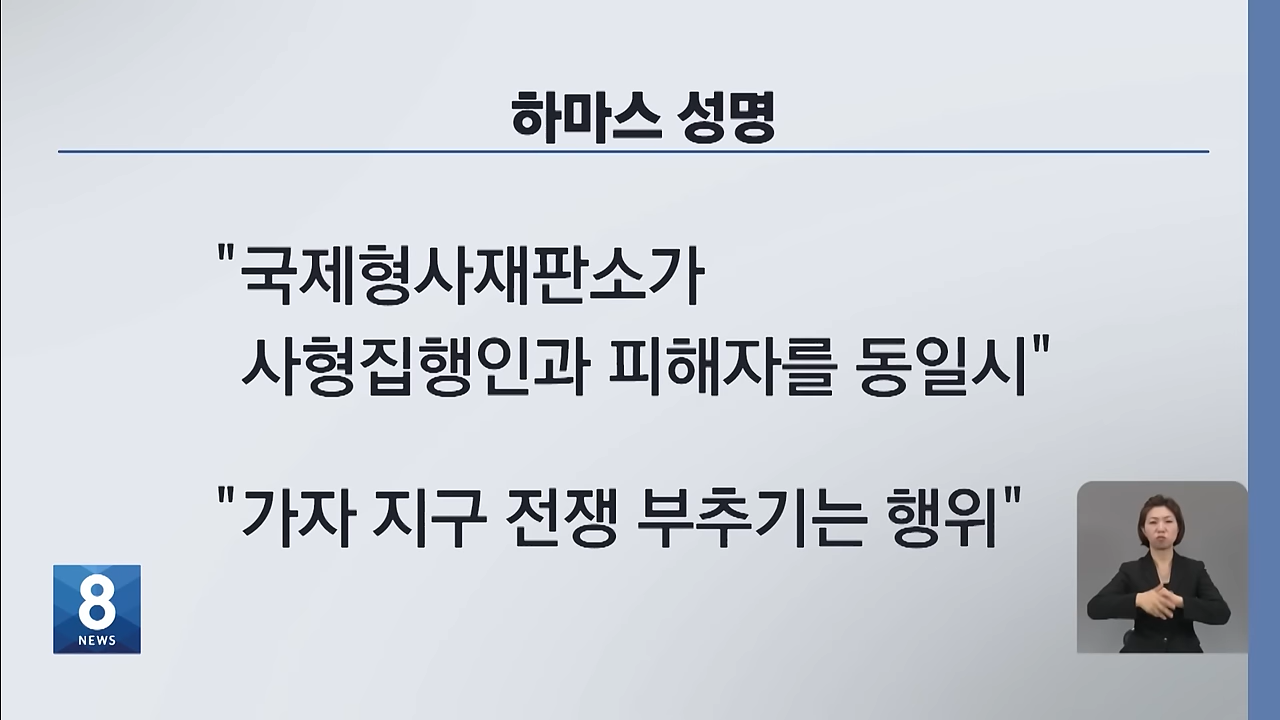 하마스 성명
"국제형사재판소가
사형집행인과 피해자를 동일시"
"가자 지구 전쟁 부추기는 행위"
8
NEWS